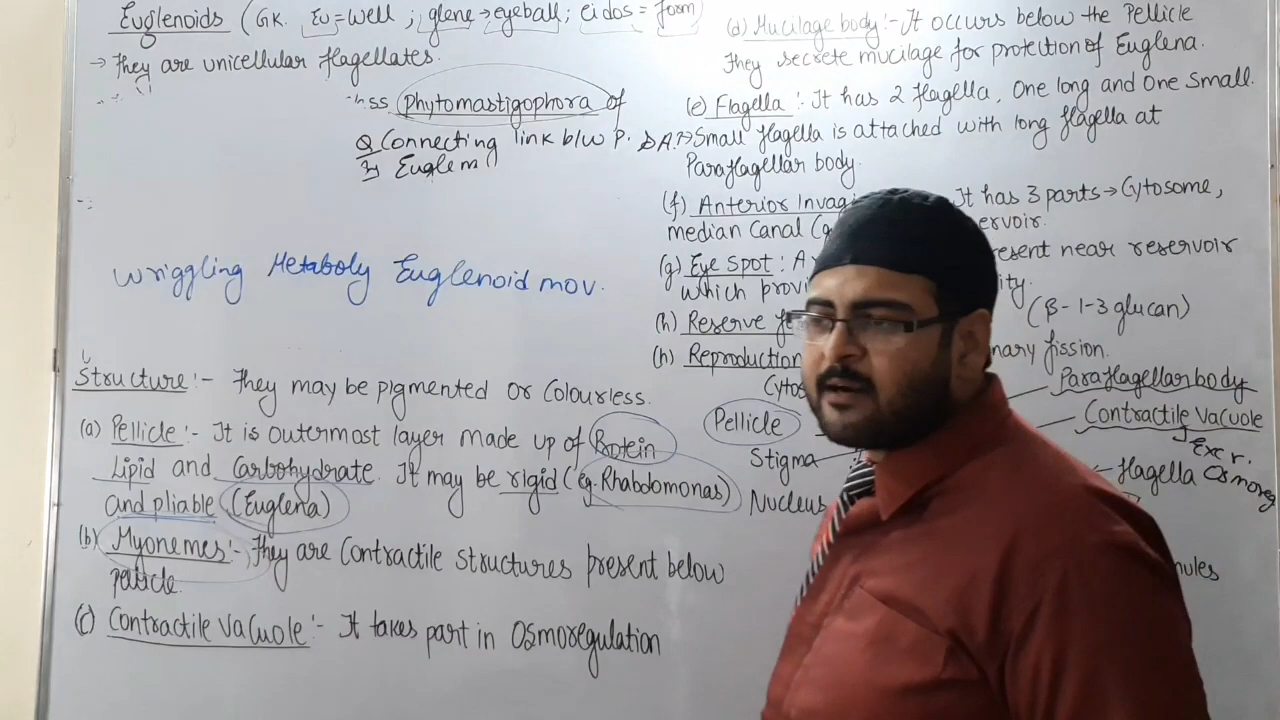 Euglenoids (GK. Eu=well ; glene→eyeball; eidos = form)
→ They are unicellular flagellates.
ss (phytomastigophora of
Q Connecting link b/w P. & A.?
Euglen
Wriggling Metaboly Euglenoid mov.
Structure:- They may be pigmented or Colourless.
(a) Pellicle:- It is outermost layer made up of Protein
Lipid and Carbohydrate. It may be rigid (eg. Rhabdomonas)
and pliable (Euglena)
(b) Myonemes:- They are Contractile structures present below
pellicle.
(c) Contractile Vacuole:- It takes part in Osmoregulation
(d) Mucilage body:- It occurs below the Pellicle
They secrete mucilage for protection of Euglena.
(e) Flagella:- It has 2 flagella, One long and One Small.
→ Small flagella is attached with long flagella at
Paraflagellar body.
(f) Anterior Invag It has 3 parts → Cytosome,
median Canal ervoir.
(g) Eye Spot : A esent near reservoir
which provi ity.
(h) Reserve (β-1-3 glucan)
(h) Reproduction nary fission.
Cytos Paraflagellar body
Pellicle Contractile Vacuole
Excr.
Stigma Flagella Osmoreg
Nucleus
nules